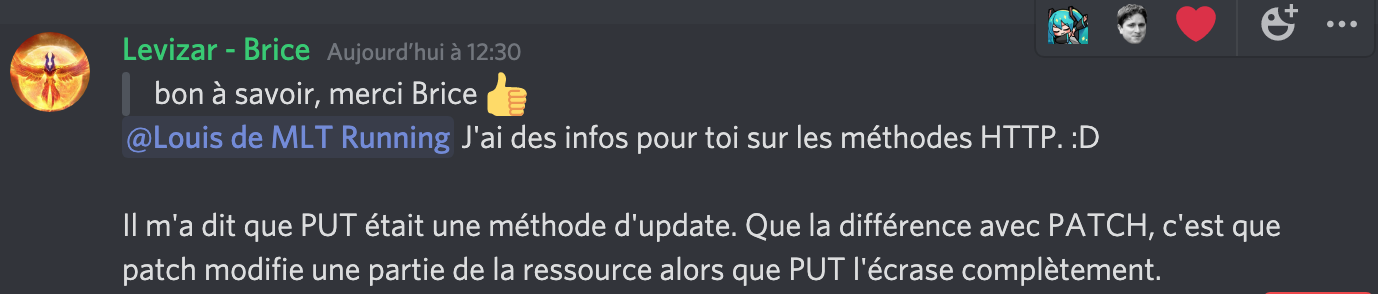 Levizar - Brice Aujourd’hui à 12:30
bon à savoir, merci Brice 👍
@Louis de MLT Running J'ai des infos pour toi sur les méthodes HTTP. :D
Il m'a dit que PUT était une méthode d'update. Que la différence avec PATCH, c'est que
patch modifie une partie de la ressource alors que PUT l'écrase complètement.